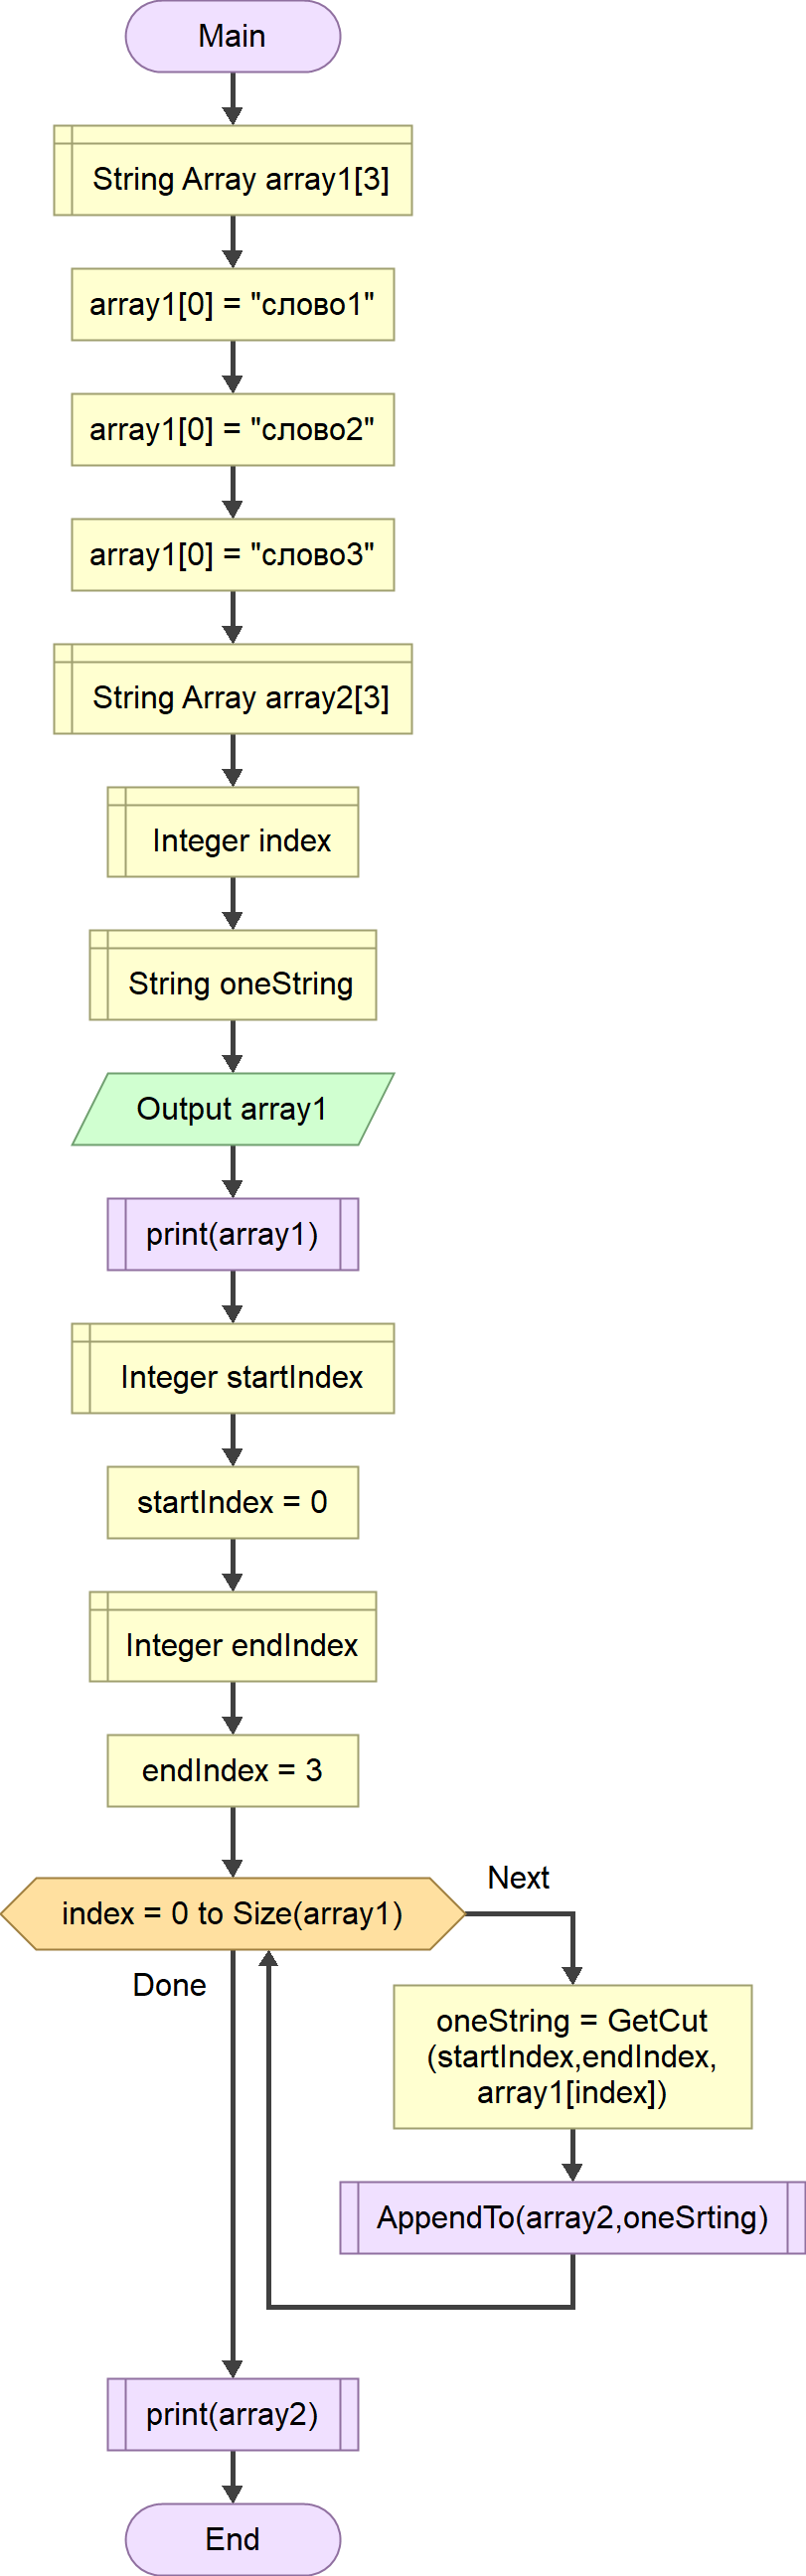 Main
String Array array1[3]
array1[0] = "слово1"
array1[0] = "слово2"
array1[0] = "слово3"
String Array array2[3]
Integer index
String oneString
Output array1
print(array1)
Integer startIndex
startIndex = 0
Integer endIndex
endIndex = 3
index = 0 to Size(array1)
Next
Done
oneString = GetCut
(startIndex,endIndex,
array1[index])
AppendTo(array2,oneSrting)
print(array2)
End